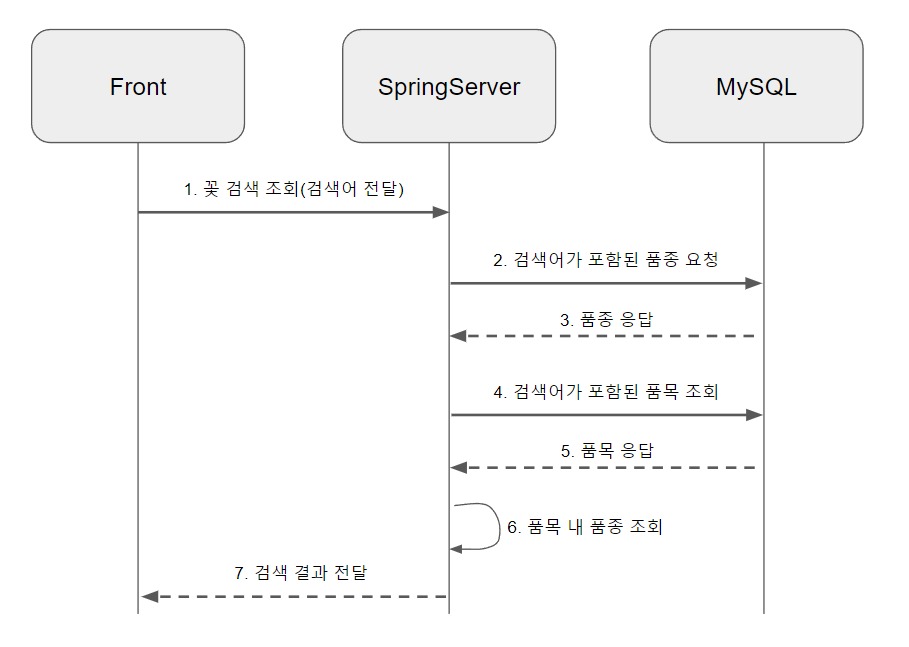 Front
SpringServer
MySQL
1. 꽃 검색 조회(검색어 전달)
2. 검색어가 포함된 품종 요청
3. 품종 응답
4. 검색어가 포함된 품목 조회
5. 품목 응답
6. 품목 내 품종 조회
7. 검색 결과 전달